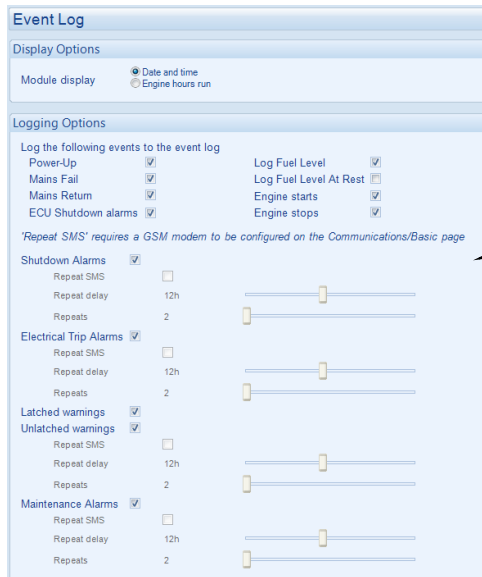 Event Log
Display Options
Module display
Date and time
Engine hours run
Logging Options
Log the following events to the event log
Power-Up Log Fuel Level
Mains Fail Log Fuel Level At Rest
Mains Return Engine starts
ECU Shutdown alarms Engine stops
'Repeat SMS' requires a GSM modem to be configured on the Communications/Basic page
Shutdown Alarms
Repeat SMS
Repeat delay 12h
Repeats 2
Electrical Trip Alarms
Repeat SMS
Repeat delay 12h
Repeats 2
Latched warnings
Unlatched warnings
Repeat SMS
Repeat delay 12h
Repeats 2
Maintenance Alarms
Repeat SMS
Repeat delay 12h
Repeats 2